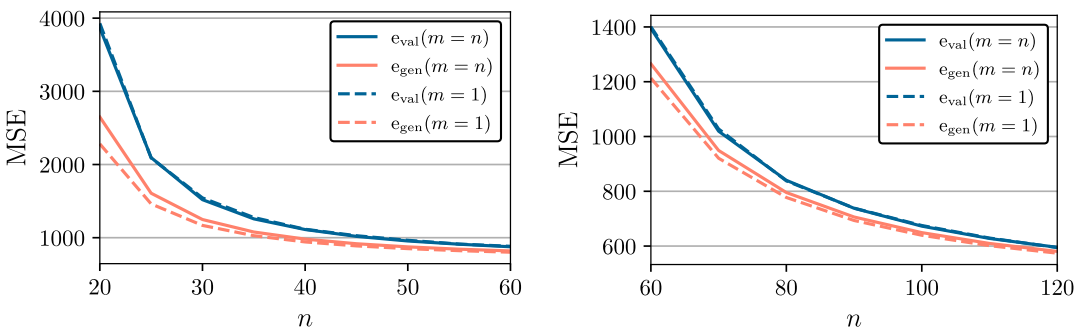 4000
3000
2000
1000
MSE
20
30
40
50
60
n
e_val(m = n)
e_gen(m = n)
e_val(m = 1)
e_gen(m = 1)
1400
1200
1000
800
600
MSE
60
80
100
120
n
e_val(m = n)
e_gen(m = n)
e_val(m = 1)
e_gen(m = 1)